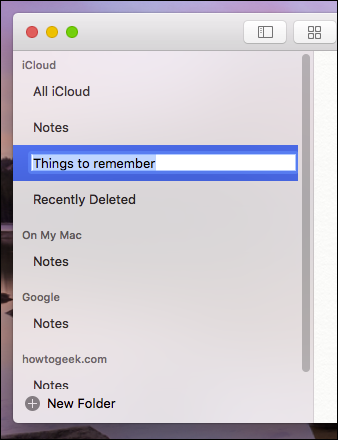 iCloud
All iCloud
Notes
Things to remember
Recently Deleted
On My Mac
Notes
Google
Notes
howtogeek.com
Notes
New Folder